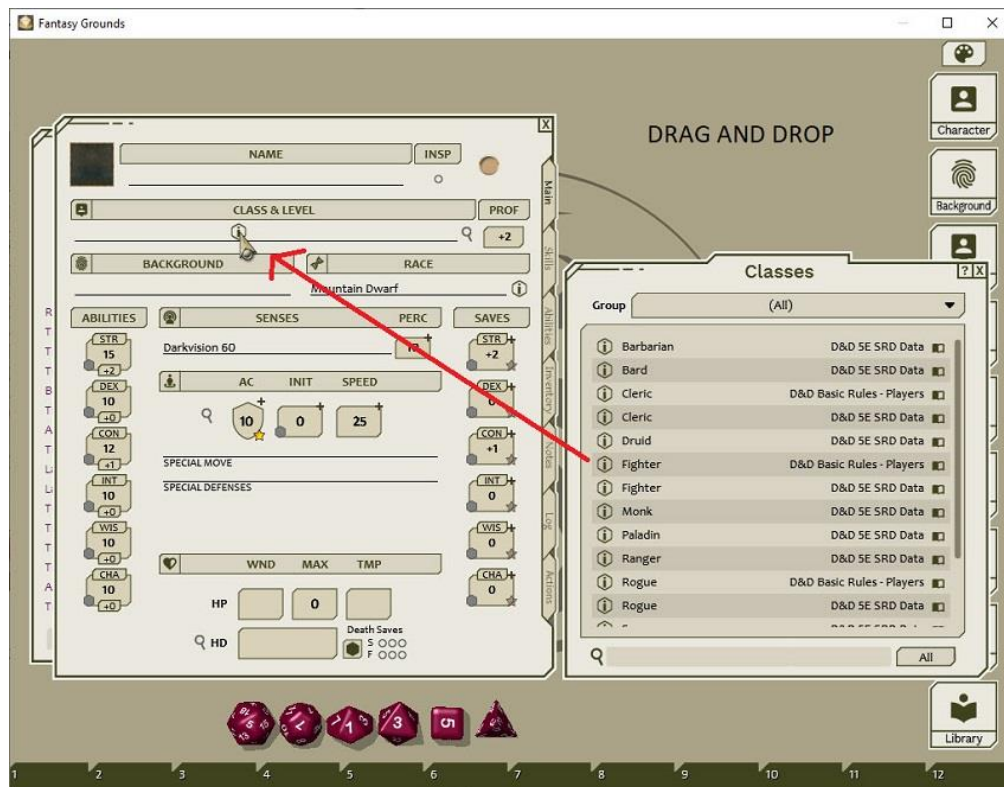 Fantasy Grounds
DRAG AND DROP
NAME INSP
CLASS & LEVEL PROF
+2
BACKGROUND RACE
Mountain Dwarf
ABILITIES SENSES PERC SAVES
STR 15 +2
DEX 10 +0
CON 12 +1
INT 10 +0
WIS 10 +0
CHA 10 +0
Darkvision 60
AC INIT SPEED
10 0 25
SPECIAL MOVE
SPECIAL DEFENSES
WND MAX TMP
HP 0
HD
Death Saves
S
F
STR +2
DEX
CON +1
INT 0
WIS 0
CHA 0
Main
Skills
Abilities
Inventory
Notes
Log
Actions
Classes
? X
X
Group (All)
Barbarian D&D 5E SRD Data
Bard D&D 5E SRD Data
Cleric D&D Basic Rules - Players
Cleric D&D 5E SRD Data
Druid D&D 5E SRD Data
Fighter D&D Basic Rules - Players
Fighter D&D 5E SRD Data
Monk D&D 5E SRD Data
Paladin D&D 5E SRD Data
Ranger D&D 5E SRD Data
Rogue D&D Basic Rules - Players
Rogue D&D 5E SRD Data
All
Character
Background
Library
1 2 3 4 5 6 7 8 9 10 11 12